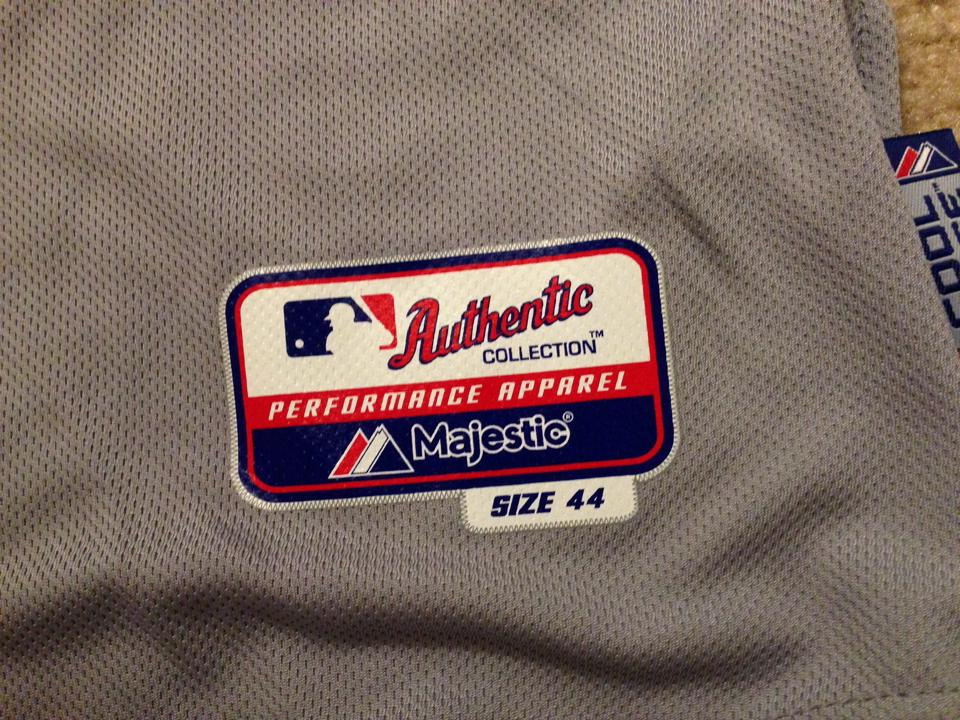 Authentic
COLLECTION™
PERFORMANCE APPAREL
Majestic®
SIZE 44
COOL